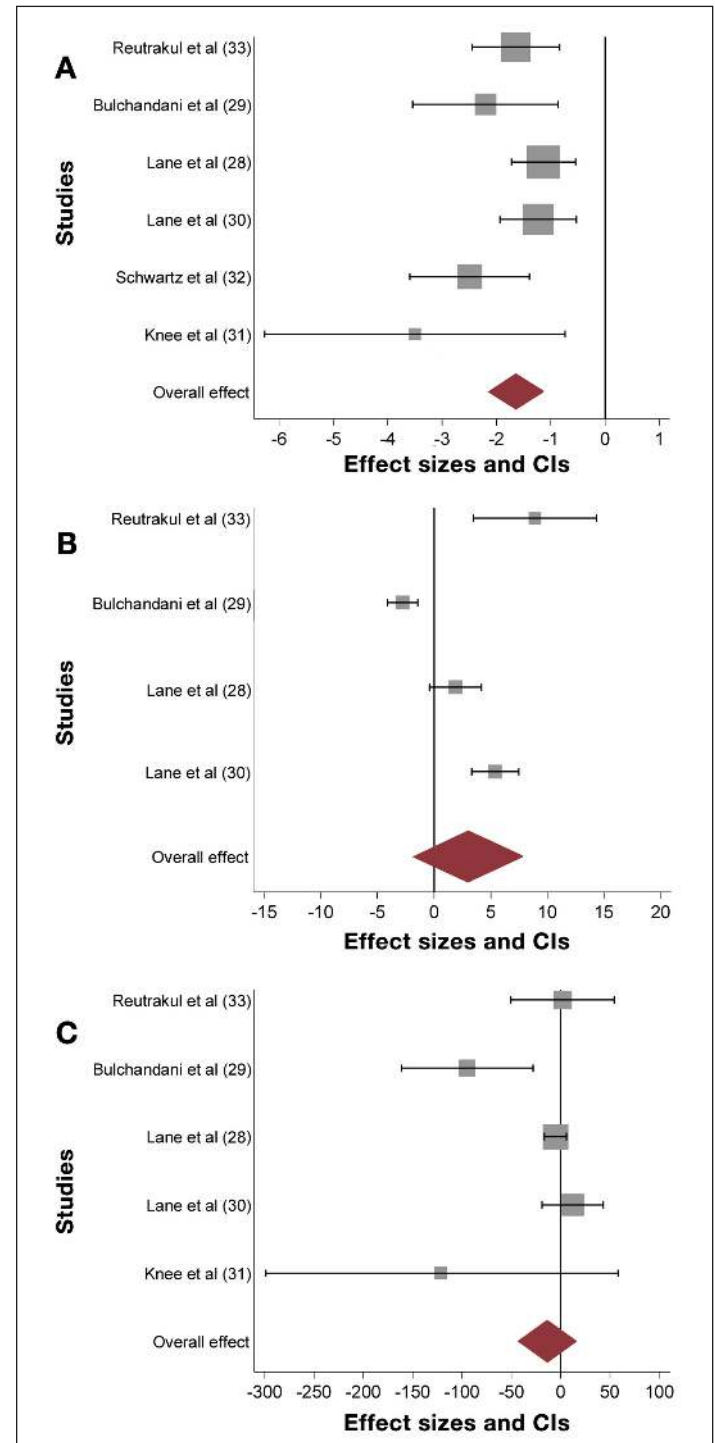 A
Studies
Reutrakul et al (33)
Bulchandani et al (29)
Lane et al (28)
Lane et al (30)
Schwartz et al (32)
Knee et al (31)
Overall effect
-6 -5 -4 -3 -2 -1 0 1
Effect sizes and CIs
B
Studies
Reutrakul et al (33)
Bulchandani et al (29)
Lane et al (28)
Lane et al (30)
Overall effect
-15 -10 -5 0 5 10 15 20
Effect sizes and CIs
C
Studies
Reutrakul et al (33)
Bulchandani et al (29)
Lane et al (28)
Lane et al (30)
Knee et al (31)
Overall effect
-300 -250 -200 -150 -100 -50 0 50 100
Effect sizes and CIs